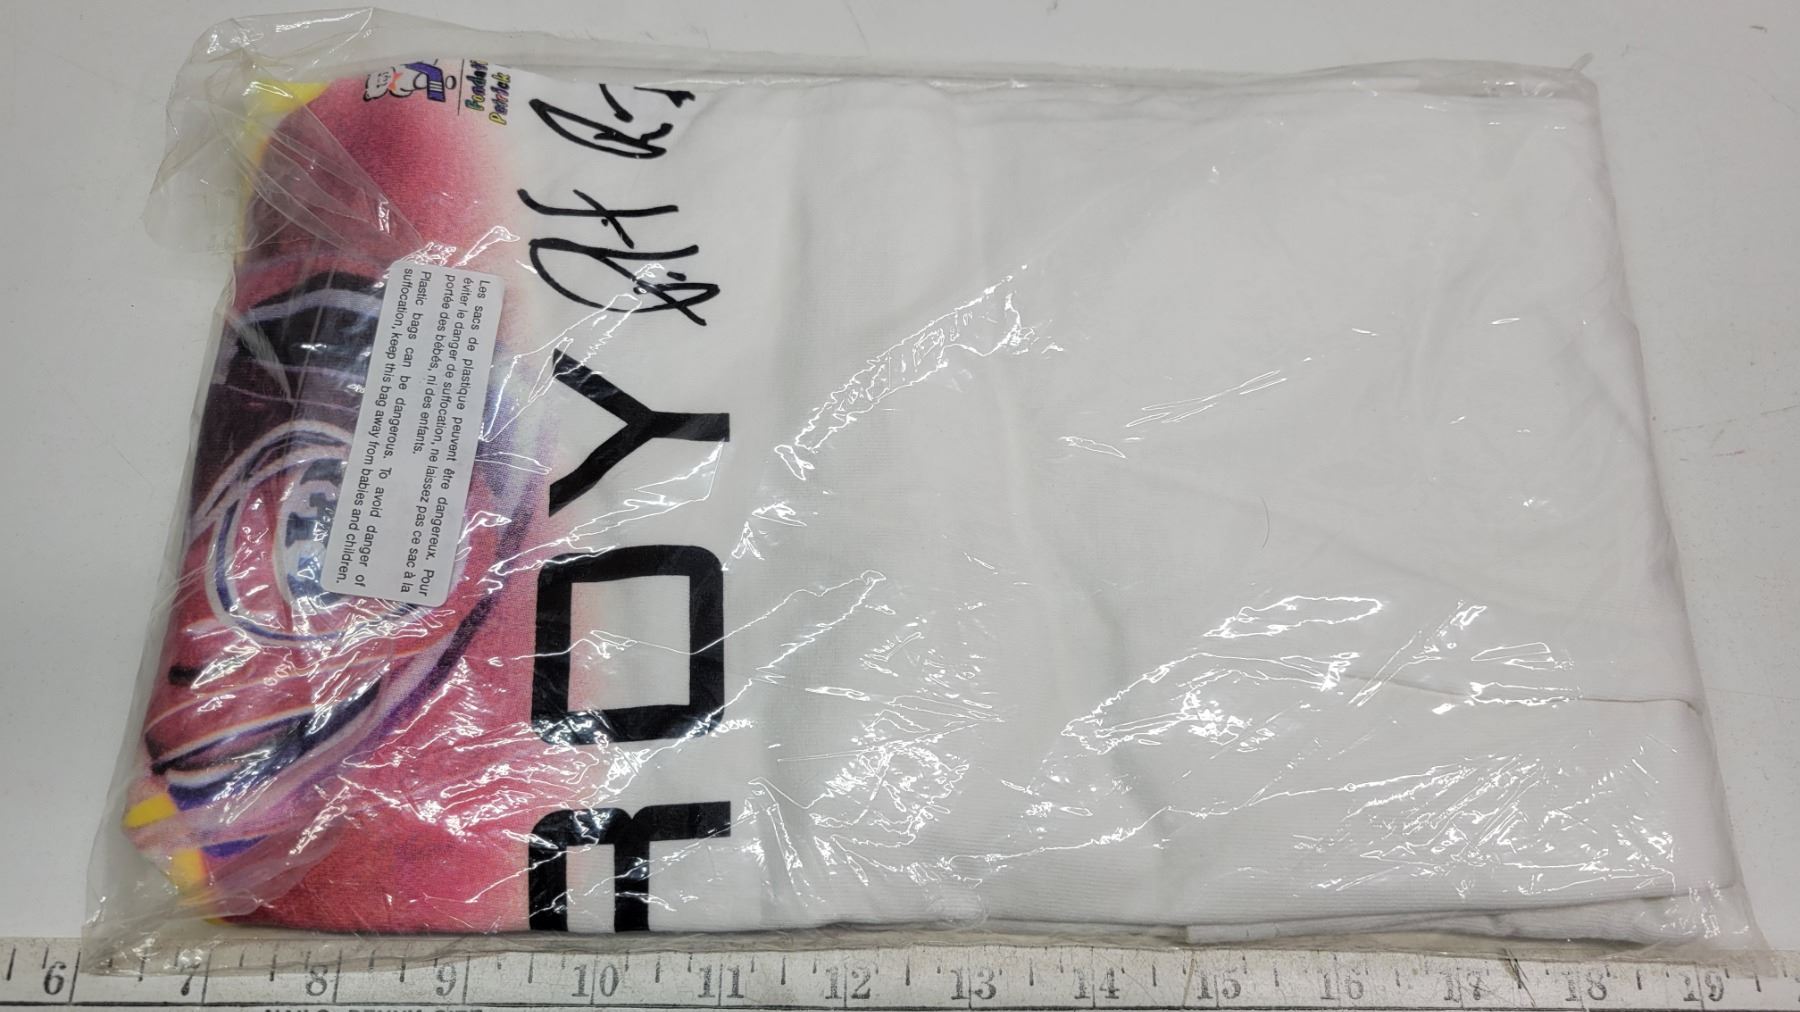 Patrick
ROY
Les sacs de plastique peuvent être dangereux. Pour
éviter le danger de suffocation, ne laissez pas ce sac à la
portée des bébés, ni des enfants.
Plastic bags can be dangerous. To avoid danger of
suffocation, keep this bag away from babies and children.
6 7 8 9 10 11 12 13 14 15 16 17 18 19